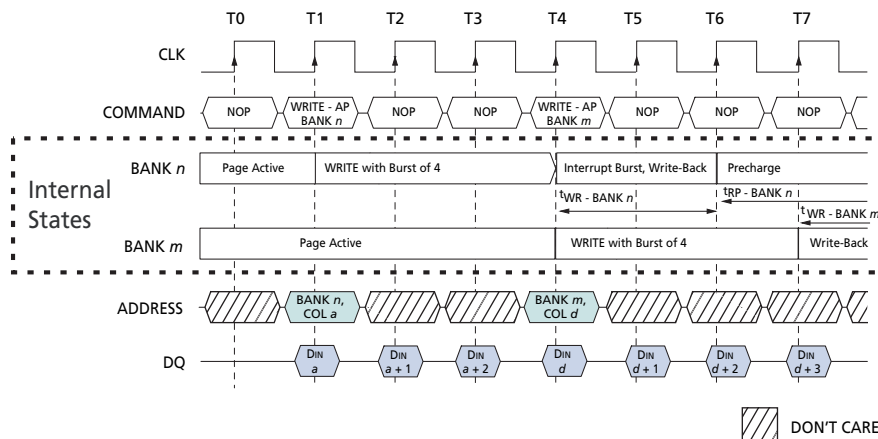 T0 T1 T2 T3 T4 T5 T6 T7
CLK
COMMAND NOP WRITE - AP BANK n NOP NOP WRITE - AP BANK m NOP NOP NOP
Internal States
BANK n Page Active WRITE with Burst of 4 Interrupt Burst, Write-Back Precharge
tWR - BANK n tRP - BANK n
tWR - BANK m
BANK m Page Active WRITE with Burst of 4 Write-Back
ADDRESS BANK n, COL a BANK m, COL d
DQ DIN a DIN a + 1 DIN a + 2 DIN d DIN d + 1 DIN d + 2 DIN d + 3
DON'T CARE